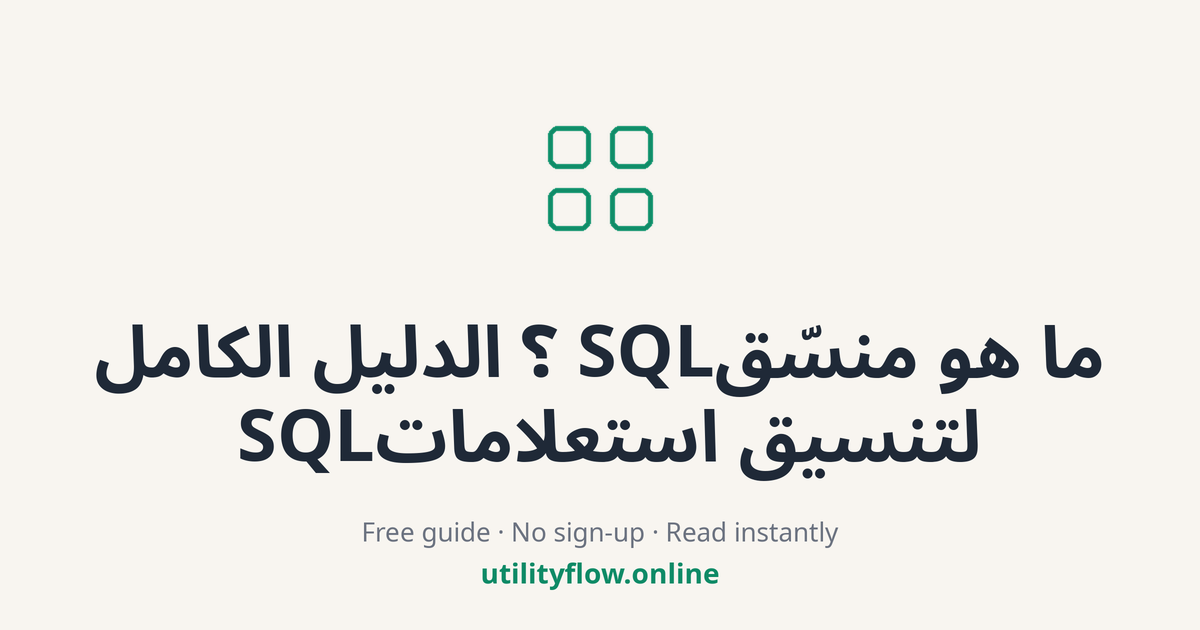 ما هو منسّقSQL ؟ الدليل الكامل
لتنسيق استعلاماتSQL
Free guide · No sign-up · Read instantly
utilityflow.online